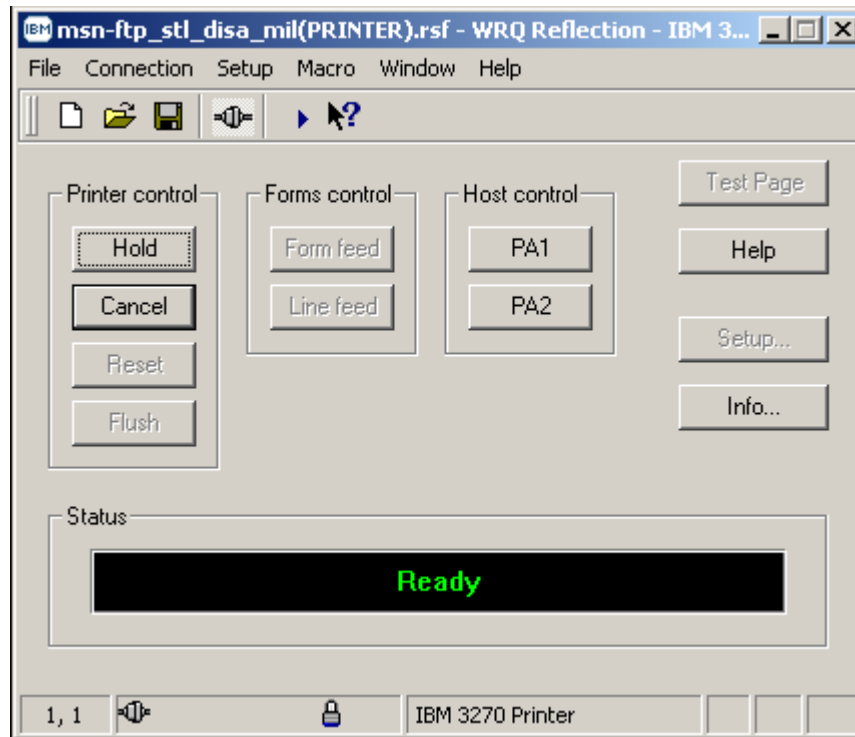 IBM msn-ftp_stl_disa_mil(PRINTER).rsf - WRQ Reflection - IBM 3...
File Connection Setup Macro Window Help
Printer control
Hold
Cancel
Reset
Flush
Forms control
Form feed
Line feed
Host control
PA1
PA2
Test Page
Help
Setup...
Info...
Status
Ready
1, 1 IBM 3270 Printer